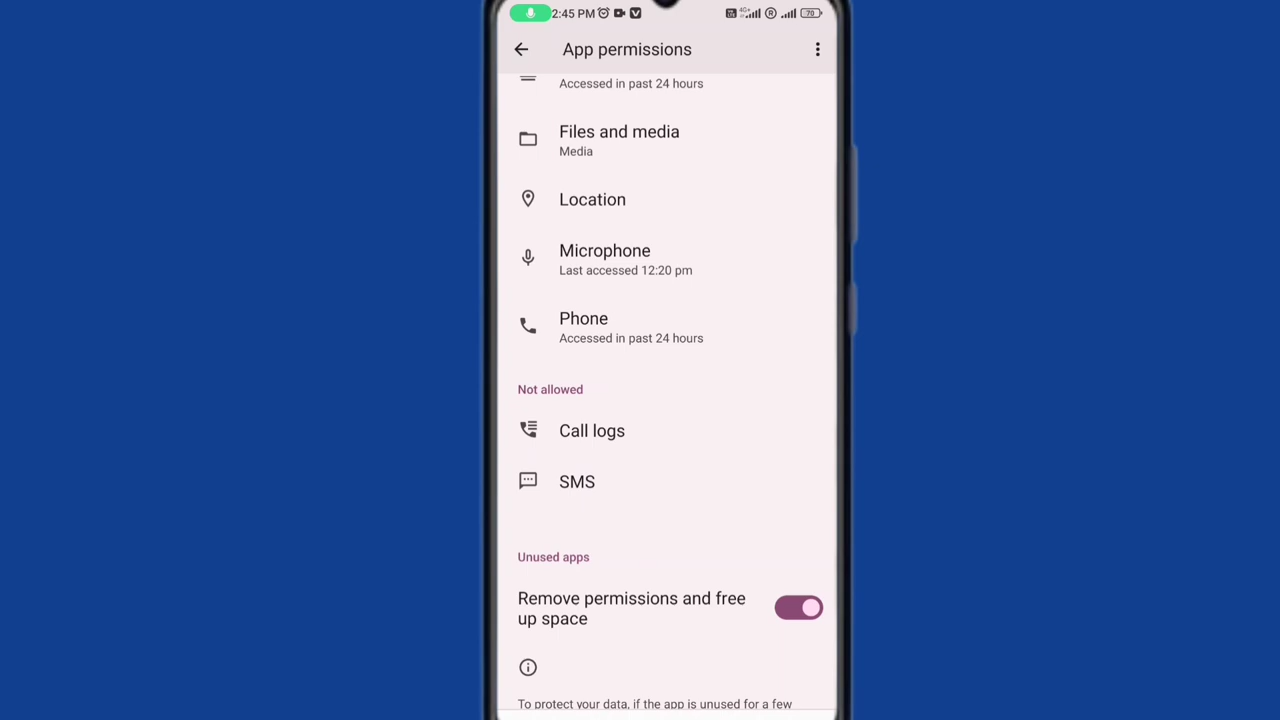 2:45 PM
4G+
R
70
App permissions
Accessed in past 24 hours
Files and media
Media
Location
Microphone
Last accessed 12:20 pm
Phone
Accessed in past 24 hours
Not allowed
Call logs
SMS
Unused apps
Remove permissions and free
up space
To protect your data, if the app is unused for a few